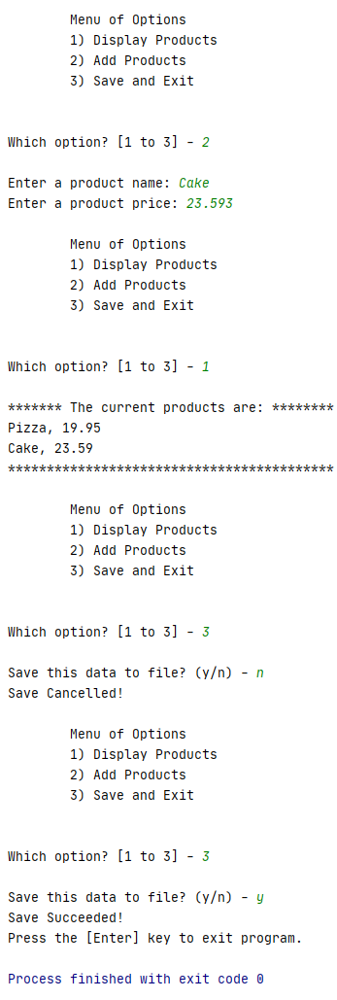 Menu of Options
1) Display Products
2) Add Products
3) Save and Exit
Which option? [1 to 3] - 2
Enter a product name: Cake
Enter a product price: 23.593
Menu of Options
1) Display Products
2) Add Products
3) Save and Exit
Which option? [1 to 3] - 1
******* The current products are: ********
Pizza, 19.95
Cake, 23.59
******************************************
Menu of Options
1) Display Products
2) Add Products
3) Save and Exit
Which option? [1 to 3] - 3
Save this data to file? (y/n) - n
Save Cancelled!
Menu of Options
1) Display Products
2) Add Products
3) Save and Exit
Which option? [1 to 3] - 3
Save this data to file? (y/n) - y
Save Succeeded!
Press the [Enter] key to exit program.
Process finished with exit code 0